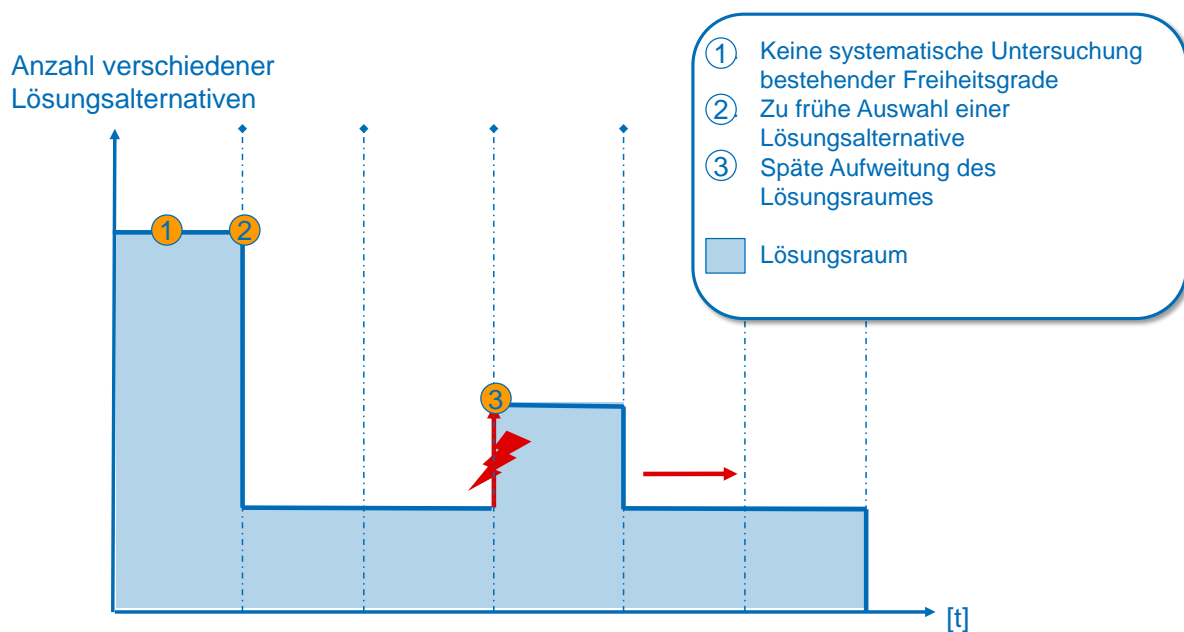 Anzahl verschiedener
Lösungsalternativen
1. Keine systematische Untersuchung
bestehender Freiheitsgrade
2. Zu frühe Auswahl einer
Lösungsalternative
3 Späte Aufweitung des
Lösungsraumes
Lösungsraum
1
2
3
[t]